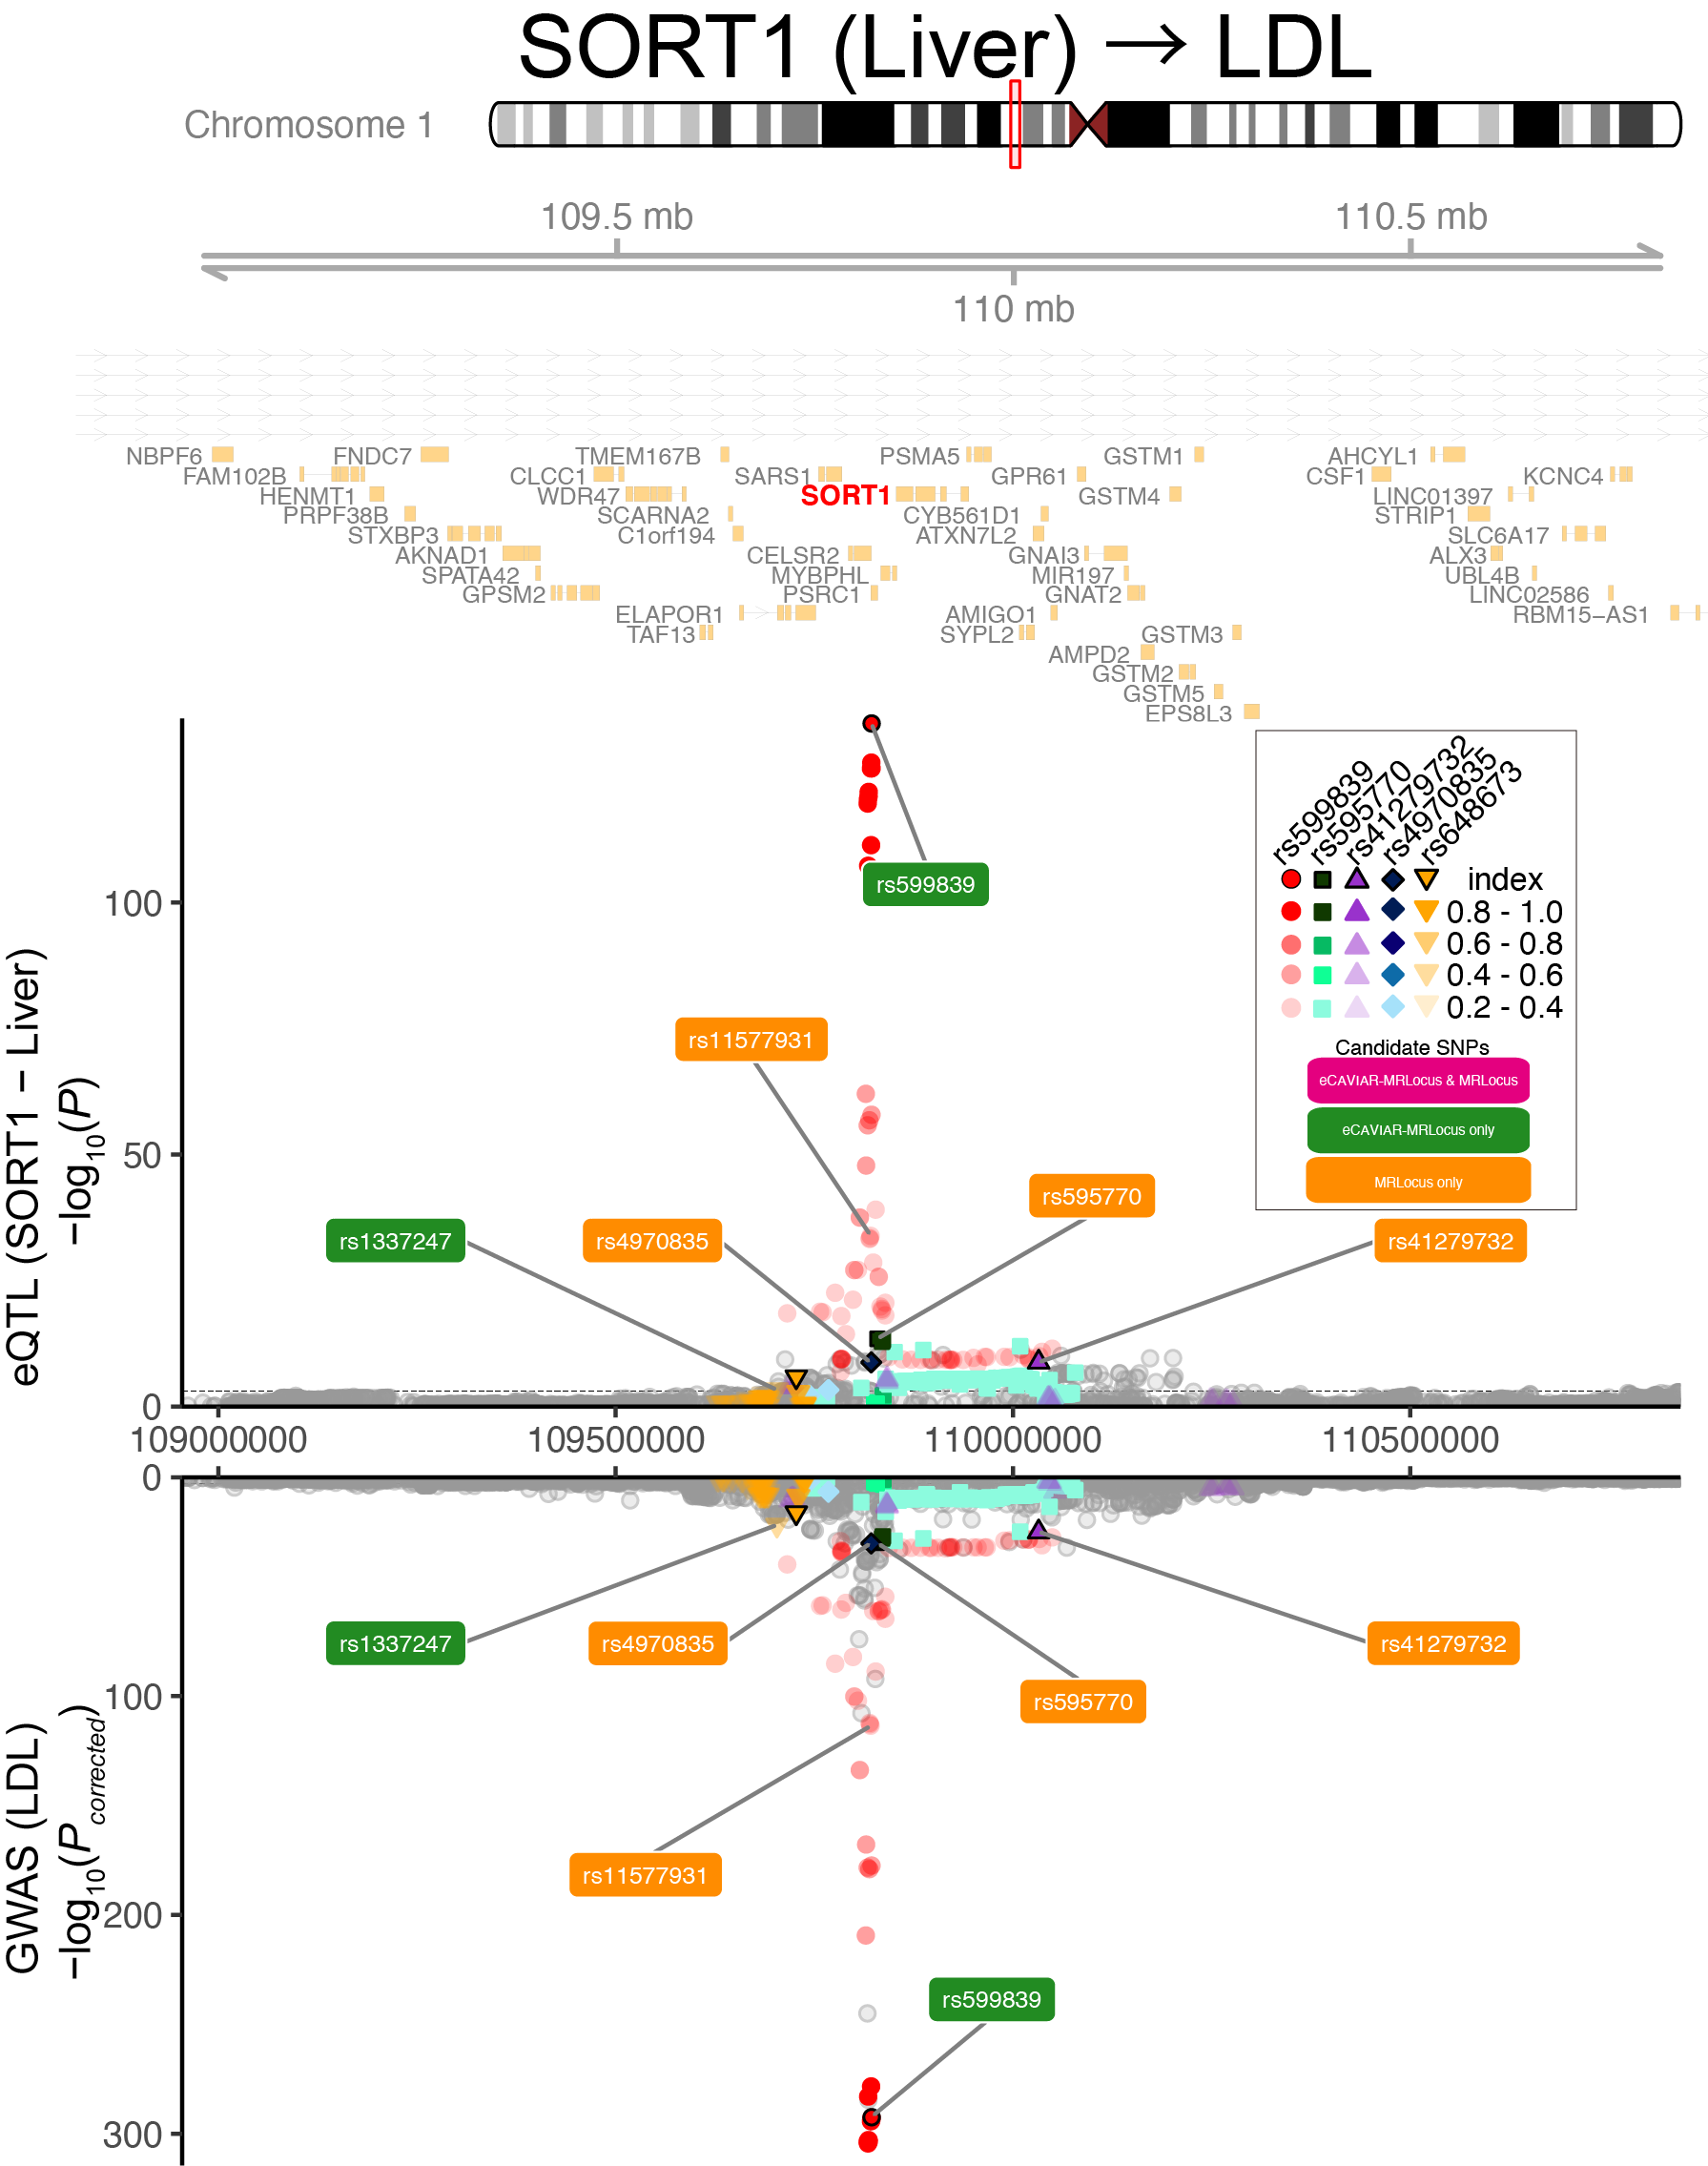 SORT1 (Liver) → LDL
Chromosome 1
109.5 mb
110.5 mb
110 mb
NBPF6
FNDC7
TMEM167B
PSMA5
GSTM1
AHCYL1
FAM102B
CLCC1
SARS1
GPR61
CSF1
KCNC4
HENMT1
WDR47
SORT1
GSTM4
LINC01397
PRPF38B
SCARNA2
CYB561D1
STRIP1
STXBP3
C1orf194
ATXN7L2
SLC6A17
AKNAD1
CELSR2
GNAI3
ALX3
SPATA42
MYBPHL
MIR197
UBL4B
GPSM2
PSRC1
GNAT2
LINC02586
ELAPOR1
AMIGO1
RBM15−AS1
TAF13
SYPL2
GSTM3
AMPD2
GSTM2
GSTM5
EPS8L3
eQTL (SORT1 − Liver)
−log10(P)
100
50
0
rs599839
rs11577931
rs595770
rs1337247
rs4970835
rs41279732
rs599839
rs595770
rs41279732
rs4970835
rs648673
index
0.8 - 1.0
0.6 - 0.8
0.4 - 0.6
0.2 - 0.4
Candidate SNPs
eCAVIAR-MRLocus & MRLocus
eCAVIAR-MRLocus only
MRLocus only
109000000
109500000
110000000
110500000
GWAS (LDL)
−log10(Pcorrected)
0
100
200
300
rs1337247
rs4970835
rs41279732
rs595770
rs11577931
rs599839